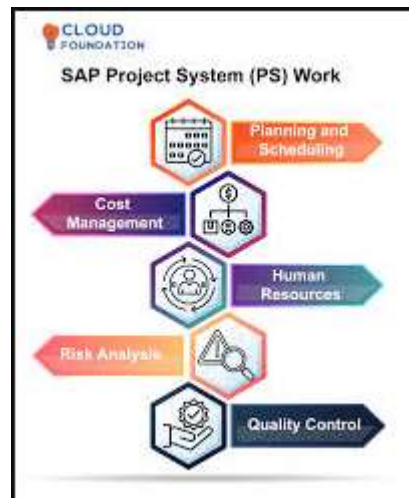 CLOUD
FOUNDATION
SAP Project System (PS) Work
Planning and
Scheduling
Cost
Management
Human
Resources
Risk Analysis
Quality Control